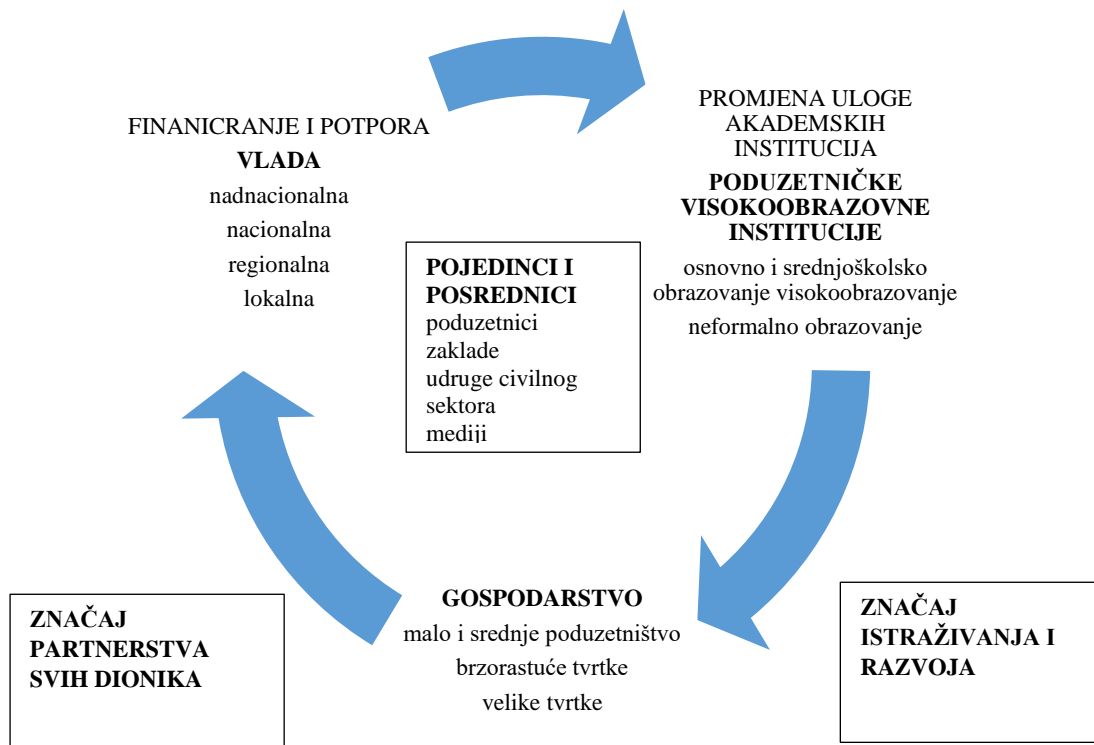 FINANICRANJE I POTPORA
VLADA
nadnacionalna
nacionalna
regionalna
lokalna
PROMJENA ULOGE
AKADEMSKIH
INSTITUCIJA
PODUZETNIČKE
VISOKOOBRAZOVNE
INSTITUCIJE
osnovno i srednjoškolsko
obrazovanje visokoobrazovanje
neformalno obrazovanje
POJEDINCI I
POSREDNICI
poduzetnici
zaklade
udruge civilnog
sektora
mediji
GOSPODARSTVO
malo i srednje poduzetništvo
brzorastuće tvrtke
velike tvrtke
ZNAČAJ
PARTNERSTVA
SVIH DIONIKA
ZNAČAJ
ISTRAŽIVANJA I
RAZVOJA